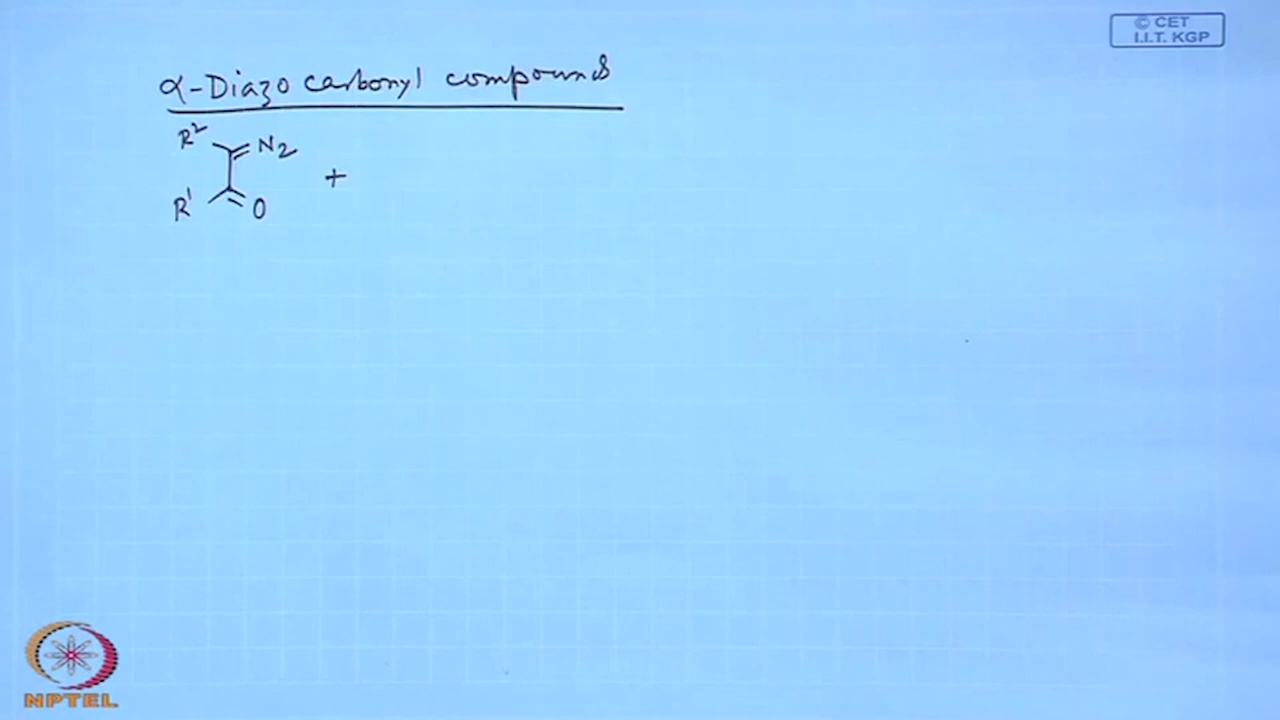 © CET
I.I.T. KGP
α-Diazo carbonyl compounds
R²
N₂
+
R¹
O
NPTEL